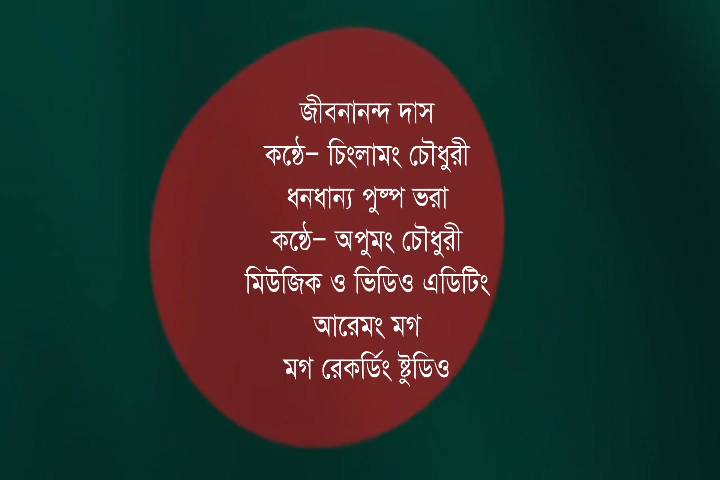 জীবনানন্দ দাস
কন্ঠে- চিংলামং চৌধুরী
ধনধান্য পুষ্প ভরা
কন্ঠে- অপুমং চৌধুরী
মিউজিক ও ভিডিও এডিটিং
আরেমং মগ
মগ রেকর্ডিং ষ্টুডিও